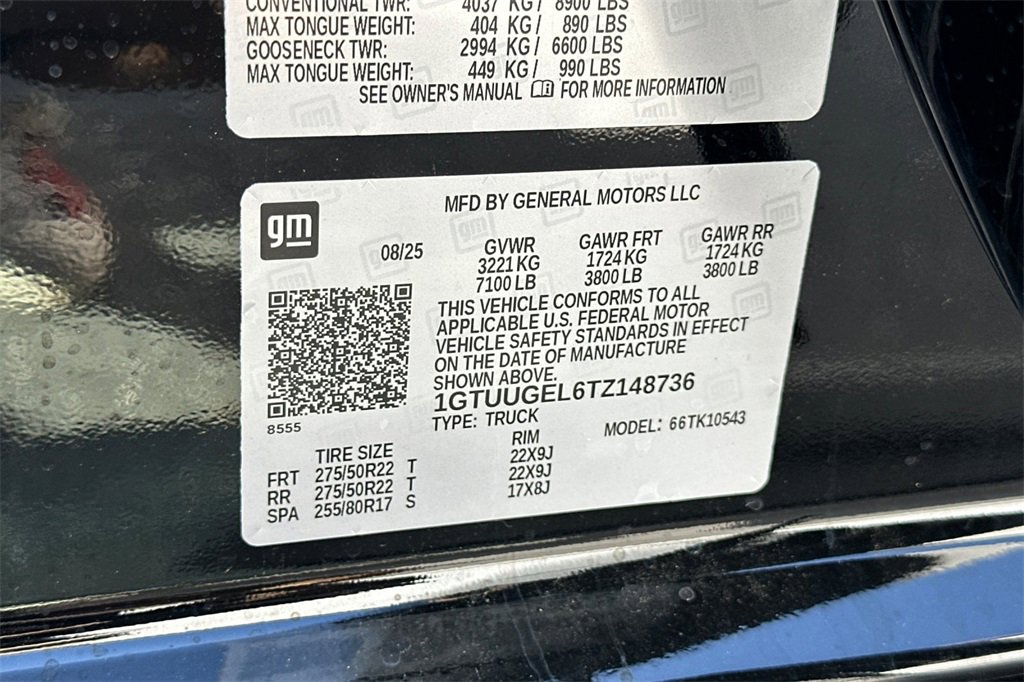 CONVENTIONAL TWR: 4037 KG/ 8900 LBS
MAX TONGUE WEIGHT: 404 KG/ 890 LBS
GOOSENECK TWR: 2994 KG/ 6600 LBS
MAX TONGUE WEIGHT: 449 KG/ 990 LBS
SEE OWNER'S MANUAL FOR MORE INFORMATION
gm
MFD BY GENERAL MOTORS LLC
08/25 GVWR GAWR FRT GAWR RR
3221 KG 1724 KG 1724 KG
7100 LB 3800 LB 3800 LB
THIS VEHICLE CONFORMS TO ALL
APPLICABLE U.S. FEDERAL MOTOR
VEHICLE SAFETY STANDARDS IN EFFECT
ON THE DATE OF MANUFACTURE
SHOWN ABOVE.
1GTUUGEL6TZ148736
8555 TYPE: TRUCK MODEL: 66TK10543
TIRE SIZE RIM
FRT 275/50R22 T 22X9J
RR 275/50R22 T 22X9J
SPA 255/80R17 S 17X8J